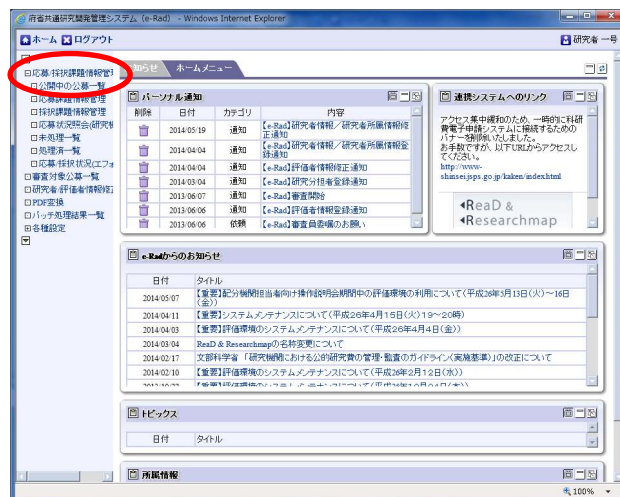 府省共通研究開発管理システム (e-Rad) - Windows Internet Explorer
ホーム ログアウト
研究者 一号
お知らせ ホームメニュー
応募/採択課題情報管理
公開中の公募一覧
応募課題情報管理
採択課題情報管理
応募状況照会(研究機
未処理一覧
処理済一覧
応募/採択状況(エフォ
審査対象公募一覧
研究者/評価者情報修正
PDF変換
バッチ処理結果一覧
各種設定
パーソナル通知
削除 日付 カテゴリ 内容
2014/05/19 通知 【e-Rad】研究者情報/研究者所属情報修正通知
2014/04/04 通知 【e-Rad】研究者情報/研究者所属情報登録通知
2014/04/04 通知 【e-Rad】評価者情報修正通知
2014/03/04 通知 【e-Rad】研究分担者登録通知
2013/06/07 通知 【e-Rad】審査開始
2013/06/06 通知 【e-Rad】評価者情報登録通知
2013/06/06 依頼 【e-Rad】審査員委嘱のお願い
連携システムへのリンク
アクセス集中緩和のため、一時的に科研
費電子申請システムに接続するための
バナーを削除いたしました。
お手数ですが、以下URLからアクセスし
てください。
http://www-
shinsei.jsps.go.jp/kaken/index.html
ReaD &
Researchmap
e-Radからのお知らせ
日付 タイトル
2014/05/07 【重要】配分機関担当者向け操作説明会期間中の評価環境の利用について(平成26年5月13日(火)~16日(金))
2014/04/11 【重要】システムメンテナンスについて(平成26年4月15日(火)19~20時)
2014/04/03 【重要】評価環境のシステムメンテナンスについて(平成26年4月4日(金))
2014/03/04 ReaD & Researchmapの名称変更について
2014/02/17 文部科学省 「研究機関における公的研究費の管理・監査のガイドライン(実施基準)」の改正について
2014/02/10 【重要】評価環境のシステムメンテナンスについて(平成26年2月12日(水))
トピックス
日付 タイトル
所属情報
100%